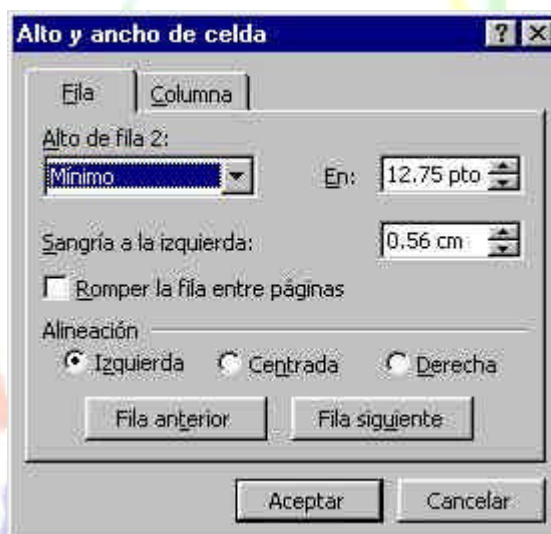 Alto y ancho de celda
Fila Columna
Alto de fila 2:
Mínimo En: 12.75 pto
Sangría a la izquierda: 0.56 cm
Romper la fila entre páginas
Alineación
Izquierda Centrada Derecha
Fila anterior Fila siguiente
Aceptar Cancelar